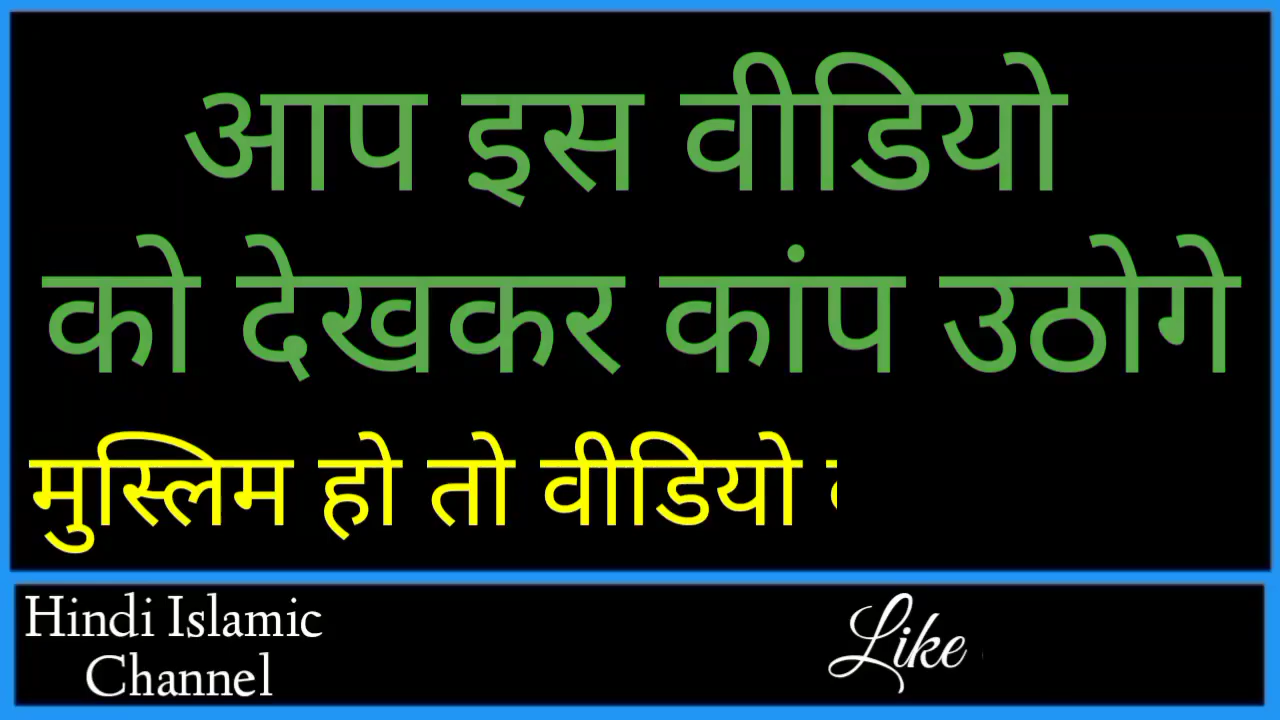 आप इस वीडियो
को देखकर कांप उठोगे
मुस्लिम हो तो वीडियो
Hindi Islamic
Channel
Like